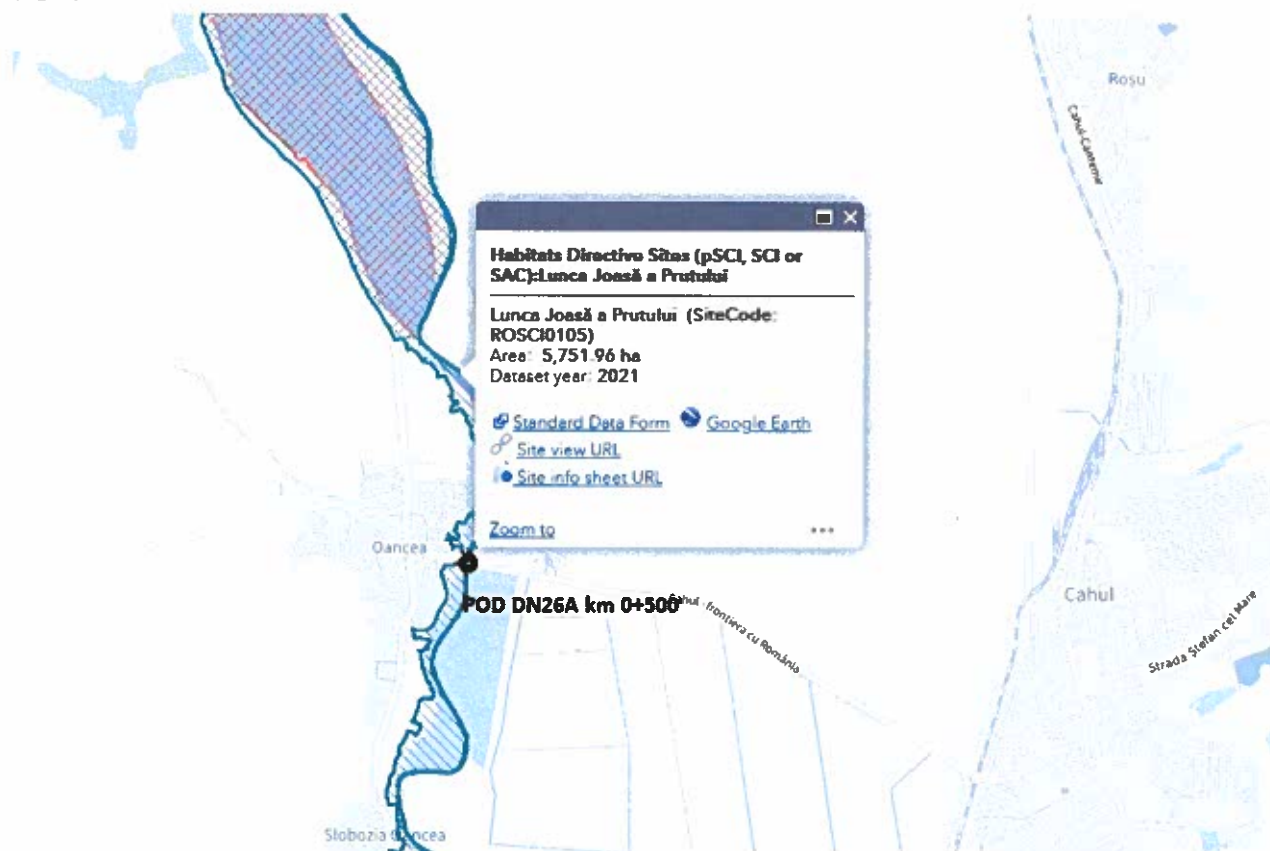 Roșu
Cahul-Cantemir
Habitats Directive Sites (pSCI, SCI or
SAC):Lunca Joasă a Prutului
Lunca Joasă a Prutului (SiteCode:
ROSCI0105)
Area: 5,751.96 ha
Dataset year: 2021
Standard Data Form Google Earth
Site view URL
Site info sheet URL
Zoom to
Oancea
POD DN26A km 0+500
frontiera cu România
Cahul
Strada Ștefan cel Mare
Slobozia Oancea